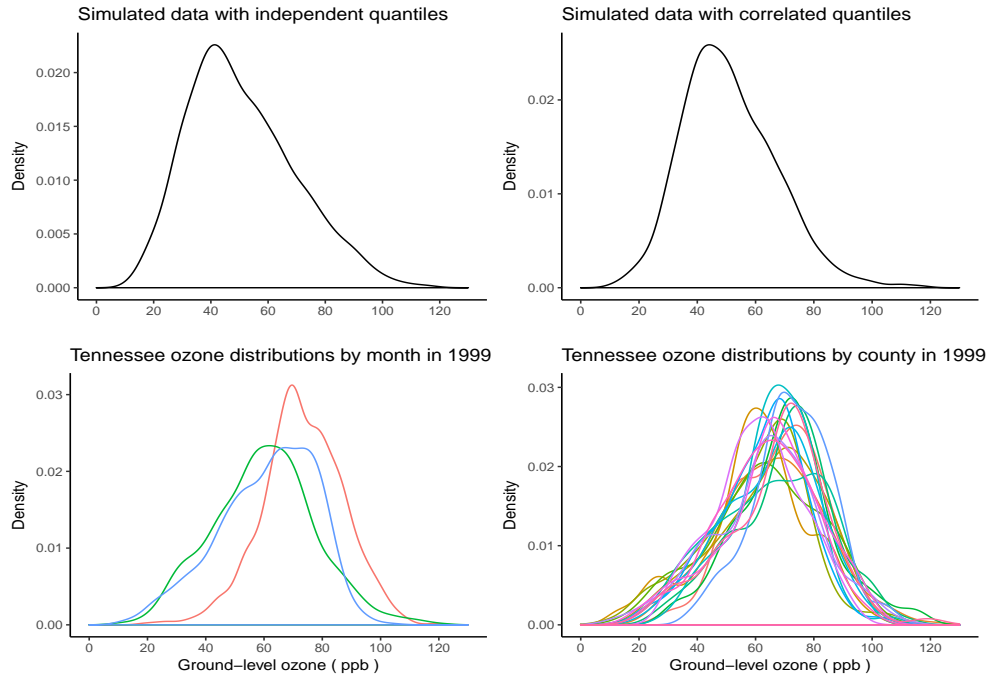 Simulated data with independent quantiles
0.020
0.015
0.010
0.005
0.000
Density
0 20 40 60 80 100 120
Simulated data with correlated quantiles
0.02
0.01
0.00
Density
0 20 40 60 80 100 120
Tennessee ozone distributions by month in 1999
0.03
0.02
0.01
0.00
Density
0 20 40 60 80 100 120
Ground−level ozone ( ppb )
Tennessee ozone distributions by county in 1999
0.03
0.02
0.01
0.00
Density
0 20 40 60 80 100 120
Ground−level ozone ( ppb )